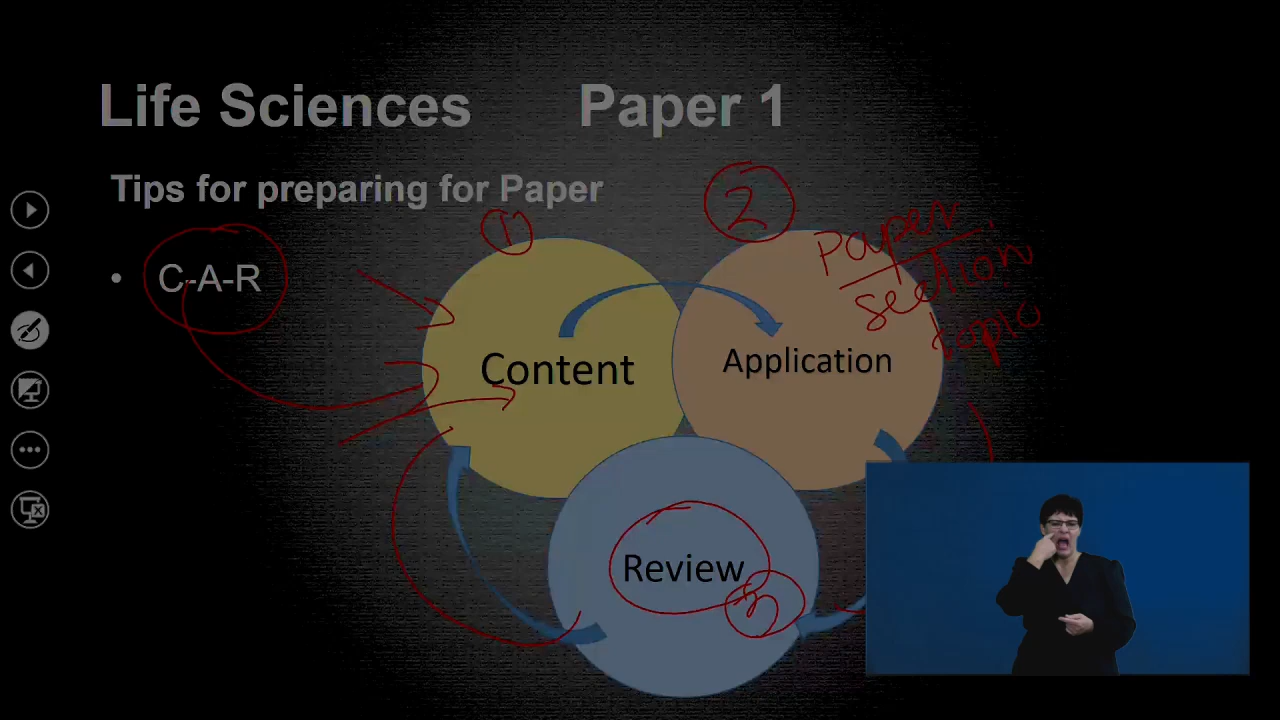 Life Sciences Paper 1
Tips for preparing for Paper
• C-A-R
1
2
Paper
section
topic
Content
Application
Review
3